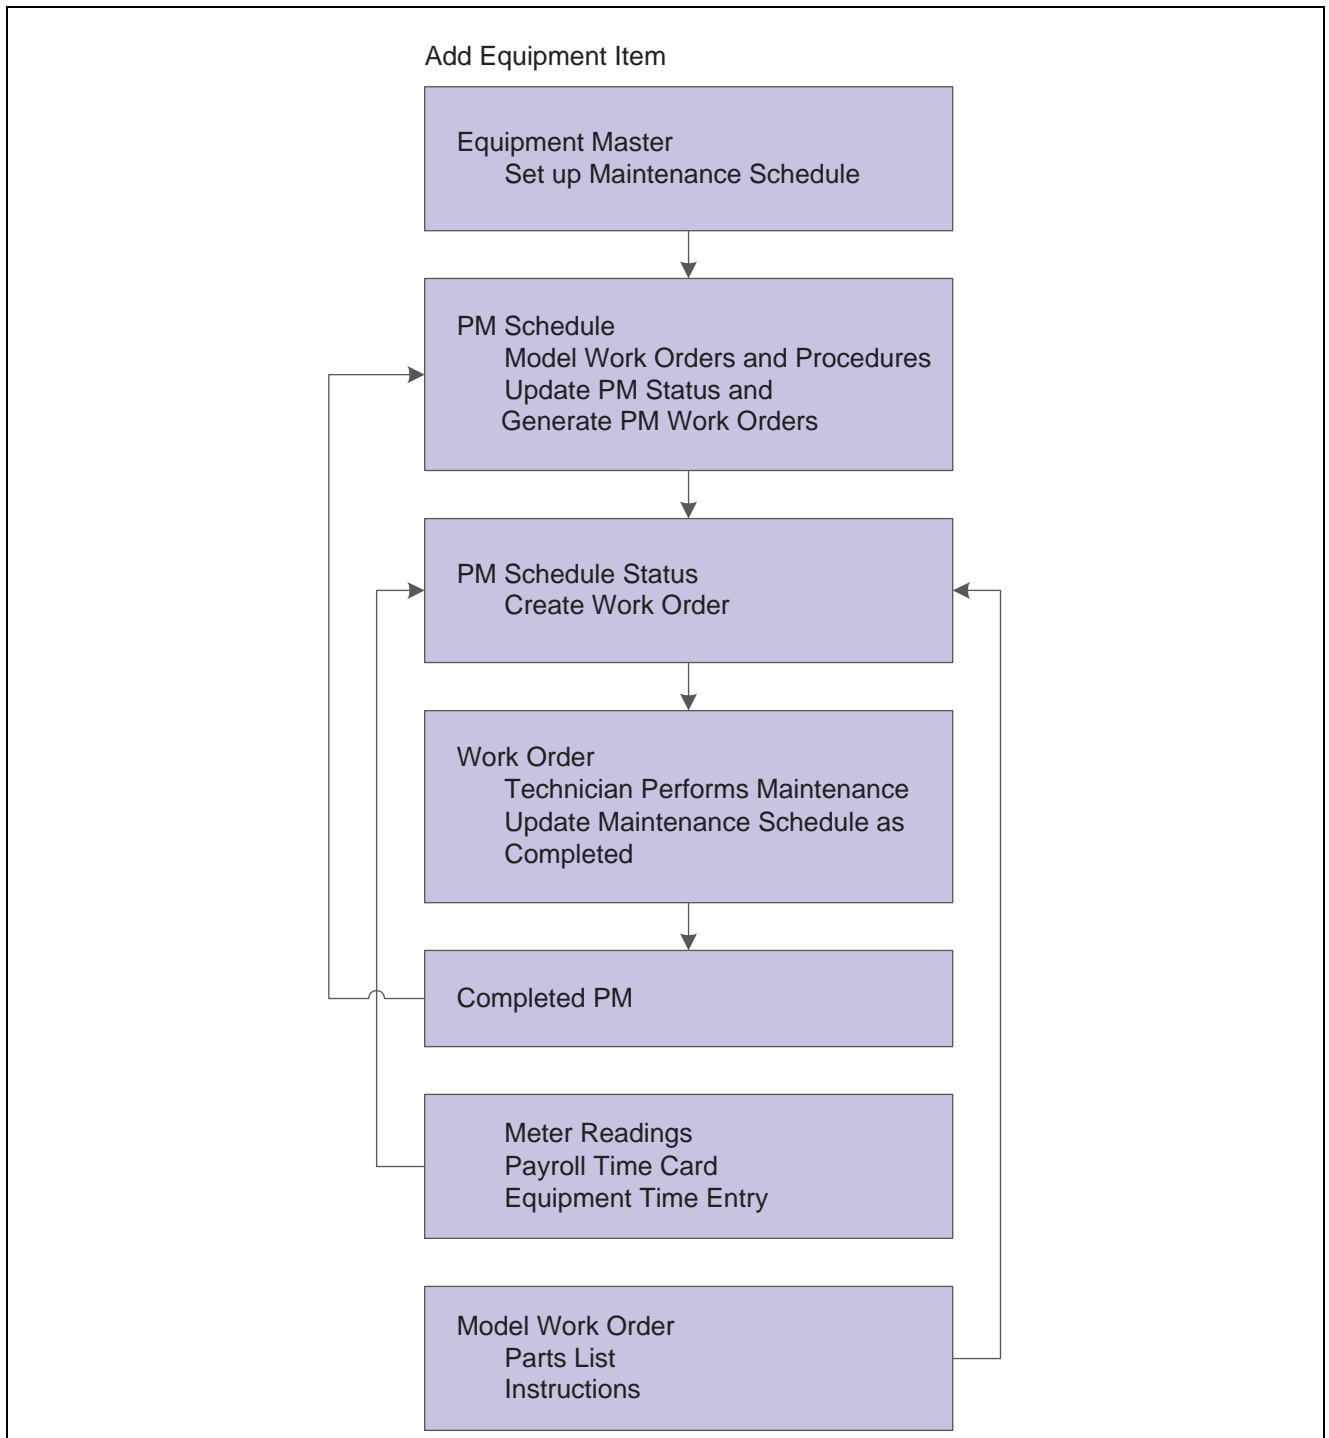 Add Equipment Item
Equipment Master
Set up Maintenance Schedule
PM Schedule
Model Work Orders and Procedures
Update PM Status and
Generate PM Work Orders
PM Schedule Status
Create Work Order
Work Order
Technician Performs Maintenance
Update Maintenance Schedule as
Completed
Completed PM
Meter Readings
Payroll Time Card
Equipment Time Entry
Model Work Order
Parts List
Instructions